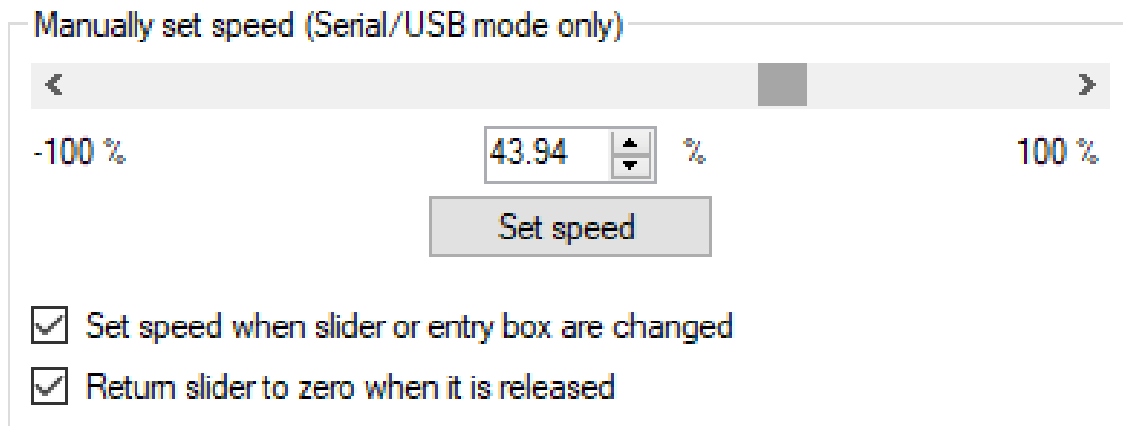 Manually set speed (Serial/USB mode only)
-100 % 43.94 % 100 %
Set speed
Set speed when slider or entry box are changed
Return slider to zero when it is released